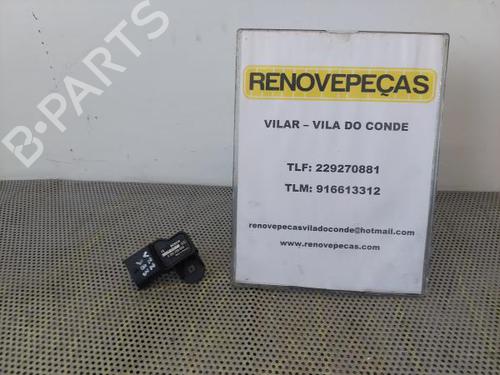 B-PARTS
RENOVEPEÇAS
VILAR – VILA DO CONDE
TLF: 229270881
TLM: 916613312
renovepecasviladoconde@hotmail.com
www.renovepecas.com